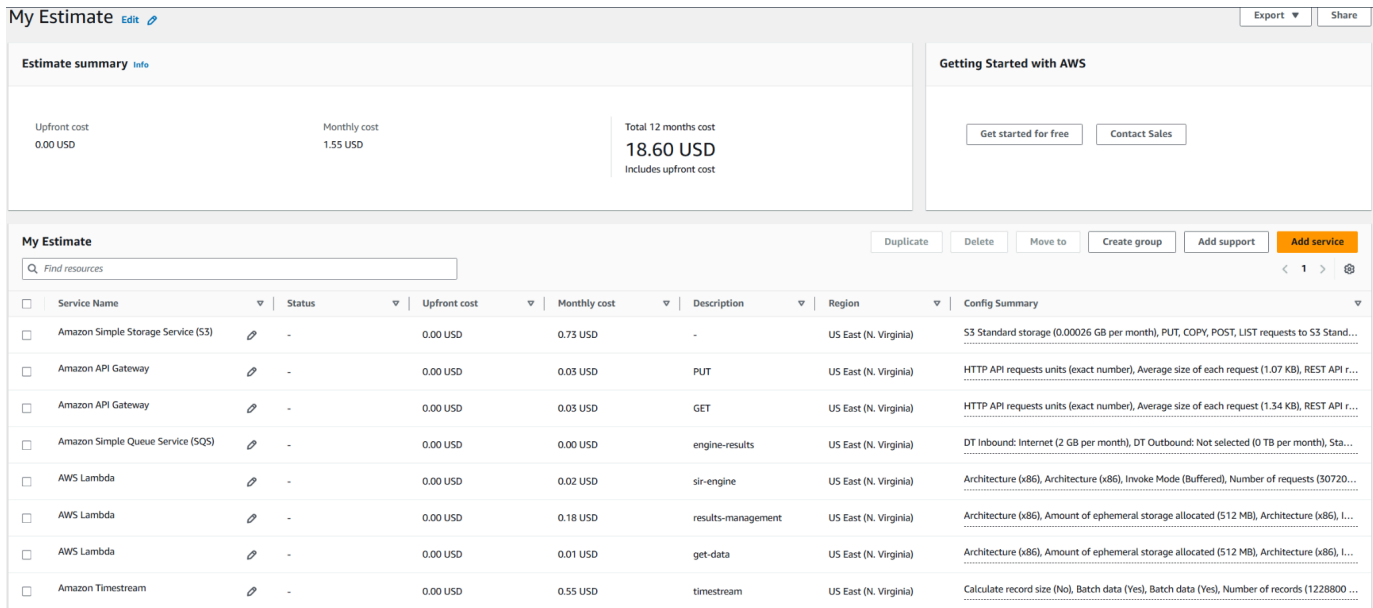 My Estimate Edit
Export ▼ Share
Estimate summary Info
Getting Started with AWS
Upfront cost Monthly cost Total 12 months cost
0.00 USD 1.55 USD 18.60 USD
Includes upfront cost
Get started for free Contact Sales
My Estimate
Duplicate Delete Move to Create group Add support Add service
Find resources
< 1 >
Service Name Status Upfront cost Monthly cost Description Region Config Summary
Amazon Simple Storage Service (S3) - 0.00 USD 0.73 USD - US East (N. Virginia) S3 Standard storage (0.00026 GB per month), PUT, COPY, POST, LIST requests to S3 Stand...
Amazon API Gateway - 0.00 USD 0.03 USD PUT US East (N. Virginia) HTTP API requests units (exact number), Average size of each request (1.07 KB), REST API r...
Amazon API Gateway - 0.00 USD 0.03 USD GET US East (N. Virginia) HTTP API requests units (exact number), Average size of each request (1.34 KB), REST API r...
Amazon Simple Queue Service (SQS) - 0.00 USD 0.00 USD engine-results US East (N. Virginia) DT Inbound: Internet (2 GB per month), DT Outbound: Not selected (0 TB per month), Sta...
AWS Lambda - 0.00 USD 0.02 USD sir-engine US East (N. Virginia) Architecture (x86), Architecture (x86), Invoke Mode (Buffered), Number of requests (30720...
AWS Lambda - 0.00 USD 0.18 USD results-management US East (N. Virginia) Architecture (x86), Amount of ephemeral storage allocated (512 MB), Architecture (x86), I...
AWS Lambda - 0.00 USD 0.01 USD get-data US East (N. Virginia) Architecture (x86), Amount of ephemeral storage allocated (512 MB), Architecture (x86), I...
Amazon Timestream - 0.00 USD 0.55 USD timestream US East (N. Virginia) Calculate record size (No), Batch data (Yes), Batch data (Yes), Number of records (1228800 ...